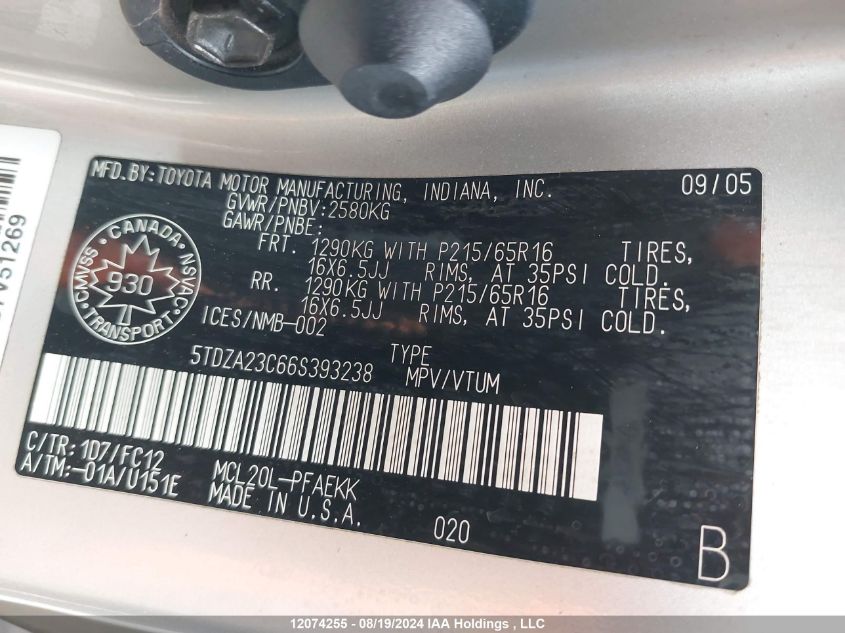 MFD.BY:TOYOTA MOTOR MANUFACTURING, INDIANA, INC. 09/05
GVWR/PNBV:2580KG
GAWR/PNBE:
FRT. 1290KG WITH P215/65R16 TIRES,
16X6.5JJ RIMS, AT 35PSI COLD.
RR. 1290KG WITH P215/65R16 TIRES,
16X6.5JJ RIMS, AT 35PSI COLD.
ICES/NMB-002
CANADA
CMVSS 930 NSVAC
TRANSPORT
5TDZA23C66S393238 TYPE
MPV/VTUM
C/TR: 1D7/FC12
A/TM:-01A/U151E
MCL20L-PFAEKK
MADE IN U.S.A.
020
B
V51269
12074255 - 08/19/2024 IAA Holdings , LLC